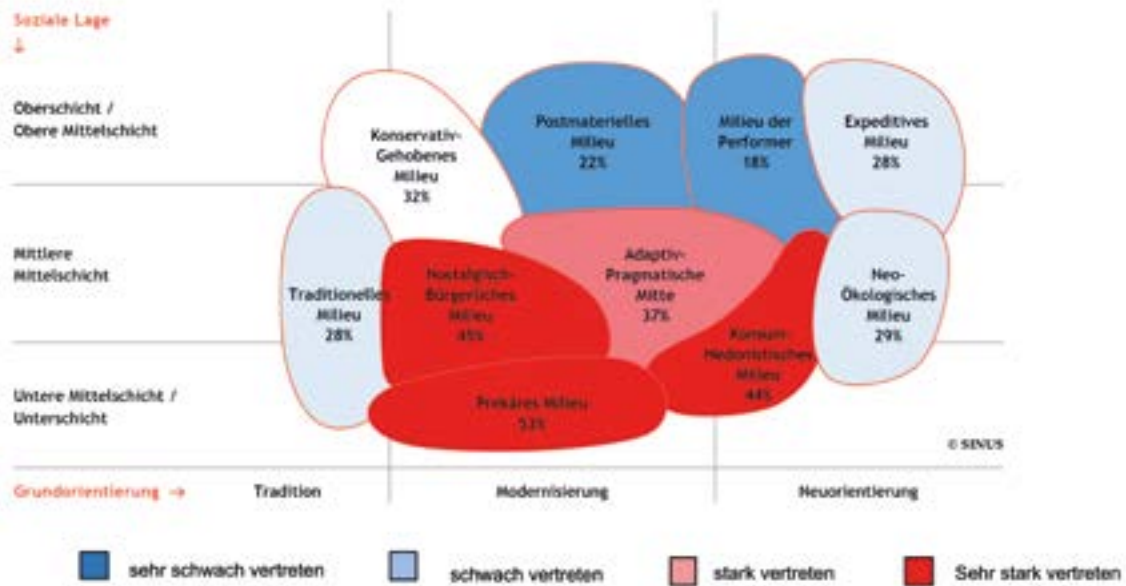 Soziale Lage
↓
Oberschicht /
Obere Mittelschicht
Konservativ-
Gehobenes
Milieu
32%
Postmaterielles
Milieu
22%
Milieu der
Performer
18%
Expeditives
Milieu
28%
Mittlere
Mittelschicht
Traditionelles
Milieu
28%
Nostalgisch-
Bürgerliches
Milieu
45%
Adaptiv-
Pragmatische
Mitte
37%
Konsum-
Hedonistisches
Milieu
44%
Neo-
Ökologisches
Milieu
29%
Untere Mittelschicht /
Unterschicht
Prekäres Milieu
53%
© SINUS
Grundorientierung → Tradition Modernisierung Neuorientierung
sehr schwach vertreten schwach vertreten stark vertreten Sehr stark vertreten